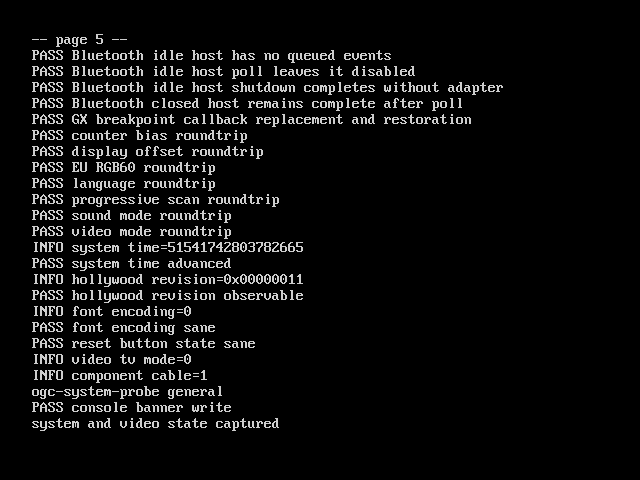 -- page 5 --
PASS Bluetooth idle host has no queued events
PASS Bluetooth idle host poll leaves it disabled
PASS Bluetooth idle host shutdown completes without adapter
PASS Bluetooth closed host remains complete after poll
PASS GX breakpoint callback replacement and restoration
PASS counter bias roundtrip
PASS display offset roundtrip
PASS EU RGB60 roundtrip
PASS language roundtrip
PASS progressive scan roundtrip
PASS sound mode roundtrip
PASS video mode roundtrip
INFO system time=51541742803782665
PASS system time advanced
INFO hollywood revision=0x00000011
PASS hollywood revision observable
INFO font encoding=0
PASS font encoding sane
PASS reset button state sane
INFO video tv mode=0
INFO component cable=1
ogc-system-probe general
PASS console banner write
system and video state captured